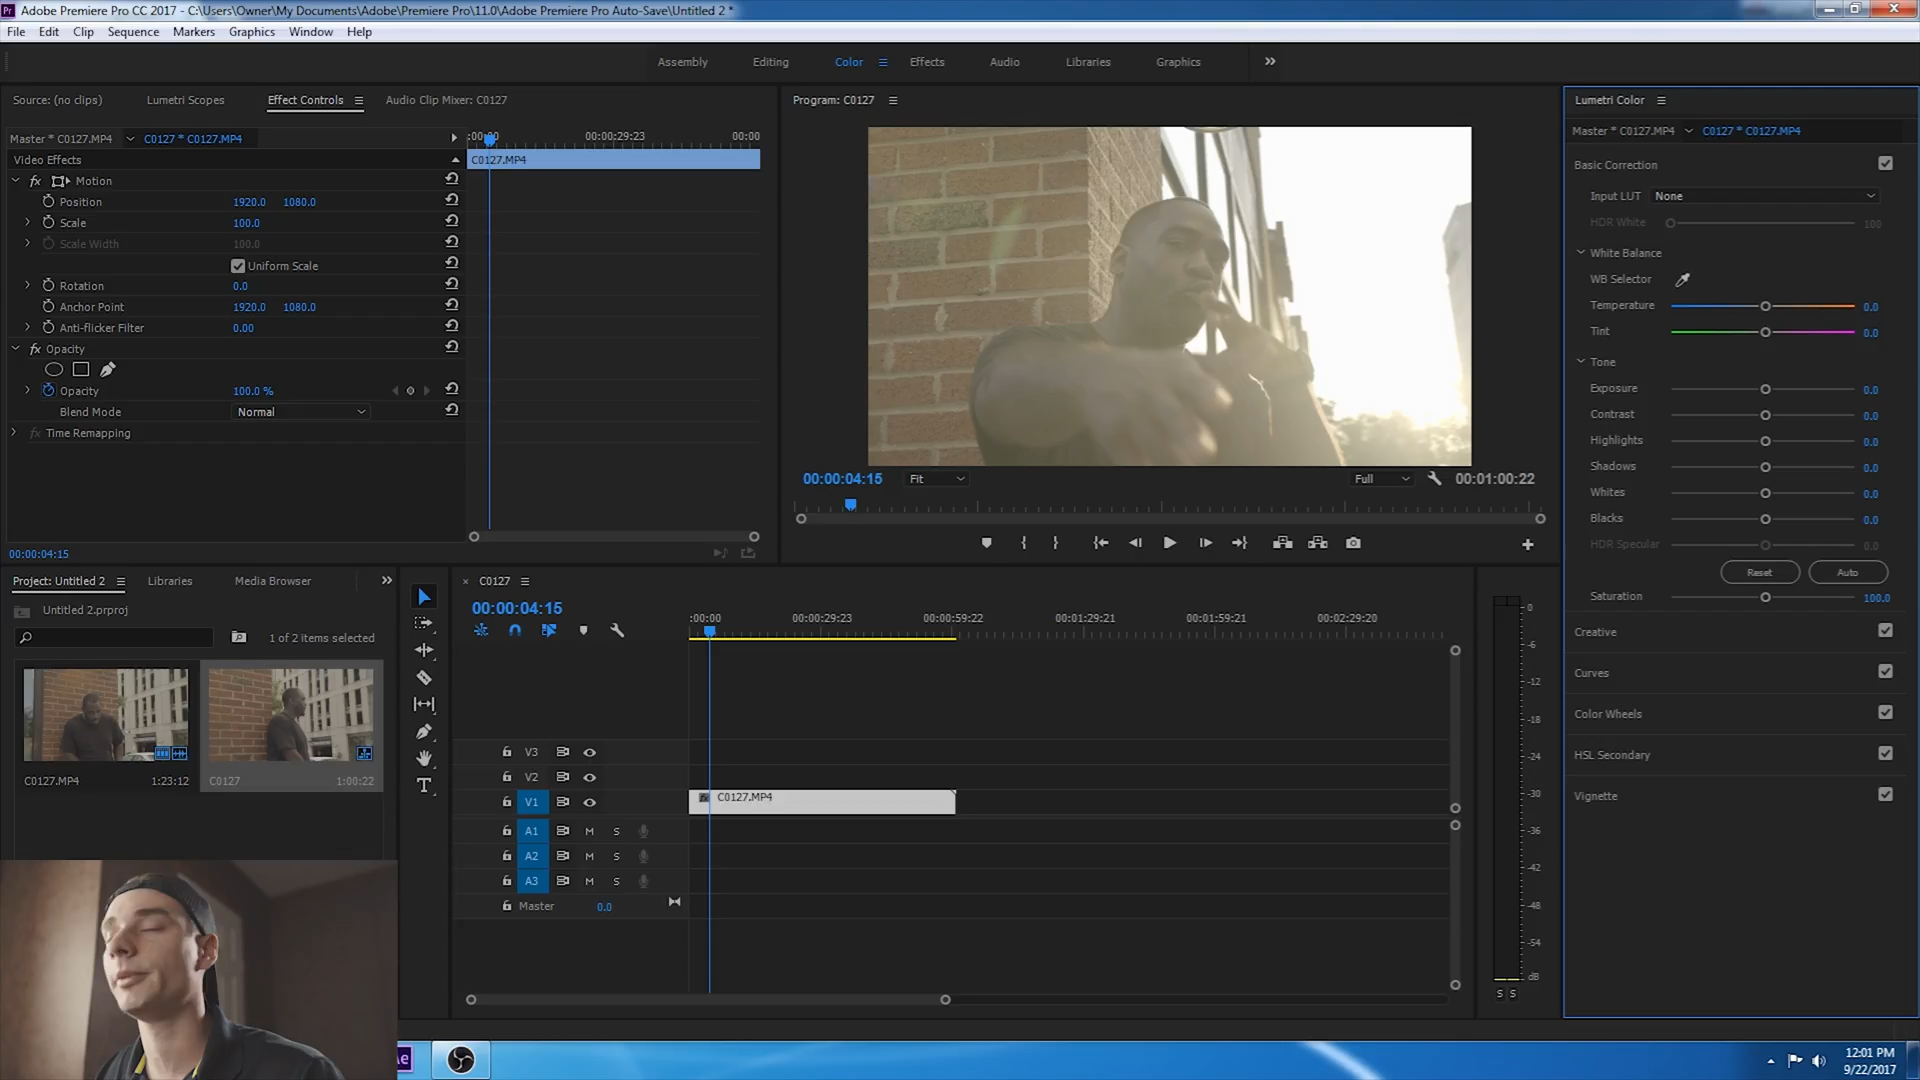 Adobe Premiere Pro CC 2017 - C:\Users\Owner\My Documents\Adobe\Premiere Pro\11.0\Adobe Premiere Pro Auto-Save\Untitled 2 *
File Edit Clip Sequence Markers Graphics Window Help
Assembly Editing Color Effects Audio Libraries Graphics
Source: (no clips) Lumetri Scopes Effect Controls Audio Clip Mixer: C0127
Master * C0127.MP4 C0127 * C0127.MP4
:00:00 00:00:29:23 00:00
Video Effects
C0127.MP4
fx Motion
Position 1920.0 1080.0
Scale 100.0
Scale Width 100.0
Uniform Scale
Rotation 0.0
Anchor Point 1920.0 1080.0
Anti-flicker Filter 0.00
fx Opacity
Opacity 100.0 %
Blend Mode Normal
fx Time Remapping
00:00:04:15
Program: C0127
00:00:04:15 Fit Full 00:01:00:22
Lumetri Color
Master * C0127.MP4 C0127 * C0127.MP4
Basic Correction
Input LUT None
HDR White 100
White Balance
WB Selector
Temperature 0.0
Tint 0.0
Tone
Exposure 0.0
Contrast 0.0
Highlights 0.0
Shadows 0.0
Whites 0.0
Blacks 0.0
HDR Specular 0.0
Reset Auto
Saturation 100.0
Creative
Curves
Color Wheels
HSL Secondary
Vignette
Project: Untitled 2 Libraries Media Browser
Untitled 2.prproj
1 of 2 items selected
C0127.MP4 1:23:12
C0127 1:00:22
T
× C0127
00:00:04:15
:00:00 00:00:29:23 00:00:59:22 00:01:29:21 00:01:59:21 00:02:29:20
V3
V2
V1
fx C0127.MP4
A1 M S
A2 M S
A3 M S
Master 0.0
0
-6
-12
-18
-24
-30
-36
-42
-48
-54
dB
S S
Ae
12:01 PM
9/22/2017